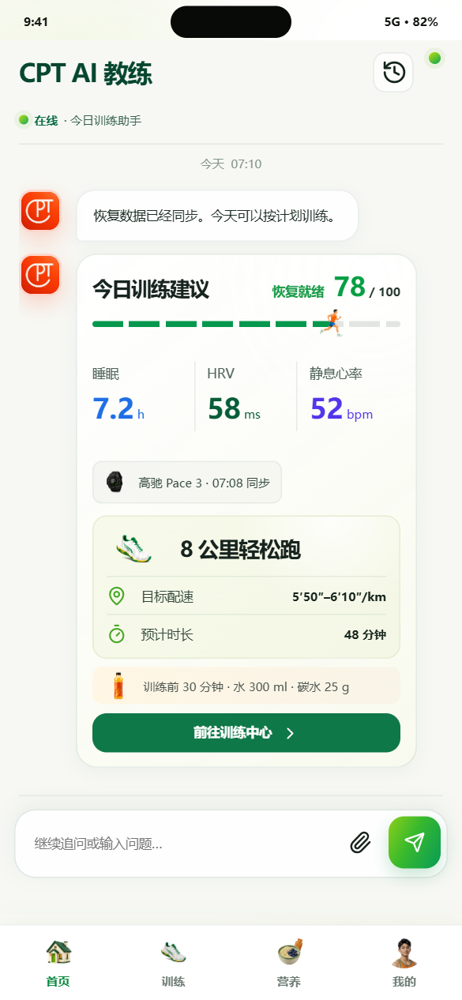 9:41
5G • 82%
CPT AI 教练
在线 · 今日训练助手
今天 07:10
CPT
恢复数据已经同步。今天可以按计划训练。
CPT
今日训练建议
恢复就绪 78 / 100
睡眠
HRV
静息心率
7.2 h
58 ms
52 bpm
高驰 Pace 3 · 07:08 同步
8 公里轻松跑
目标配速
5′50″–6′10″/km
预计时长
48 分钟
训练前 30 分钟 · 水 300 ml · 碳水 25 g
前往训练中心
继续追问或输入问题...
首页
训练
营养
我的